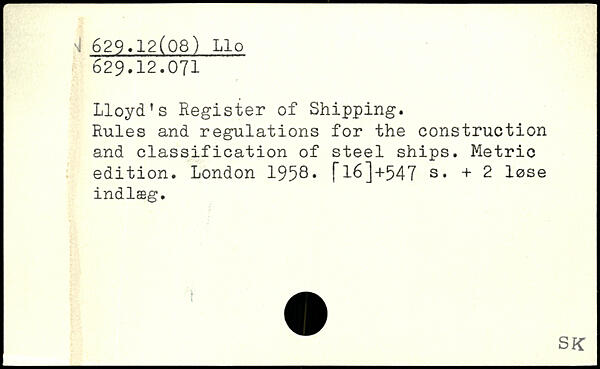 629.12(08) Llo
629.12.071
Lloyd's Register of Shipping.
Rules and regulations for the construction
and classification of steel ships. Metric
edition. London 1958. [16]+547 s. + 2 løse
indlæg.
SK